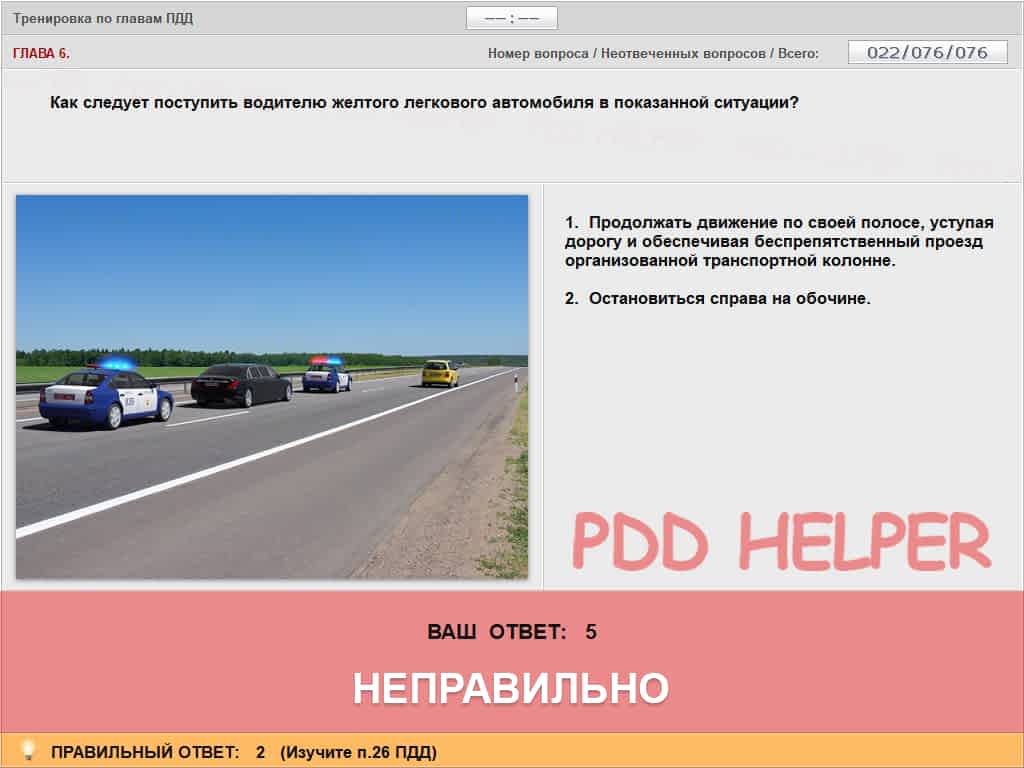 Тренировка по главам ПДД
—— : ——
ГЛАВА 6.
Номер вопроса / Неотвеченных вопросов / Всего:
022/076/076
Как следует поступить водителю желтого легкового автомобиля в показанной ситуации?
1. Продолжать движение по своей полосе, уступая
дорогу и обеспечивая беспрепятственный проезд
организованной транспортной колонне.
2. Остановиться справа на обочине.
PDD HELPER
ВАШ ОТВЕТ: 5
НЕПРАВИЛЬНО
ПРАВИЛЬНЫЙ ОТВЕТ: 2 (Изучите п.26 ПДД)